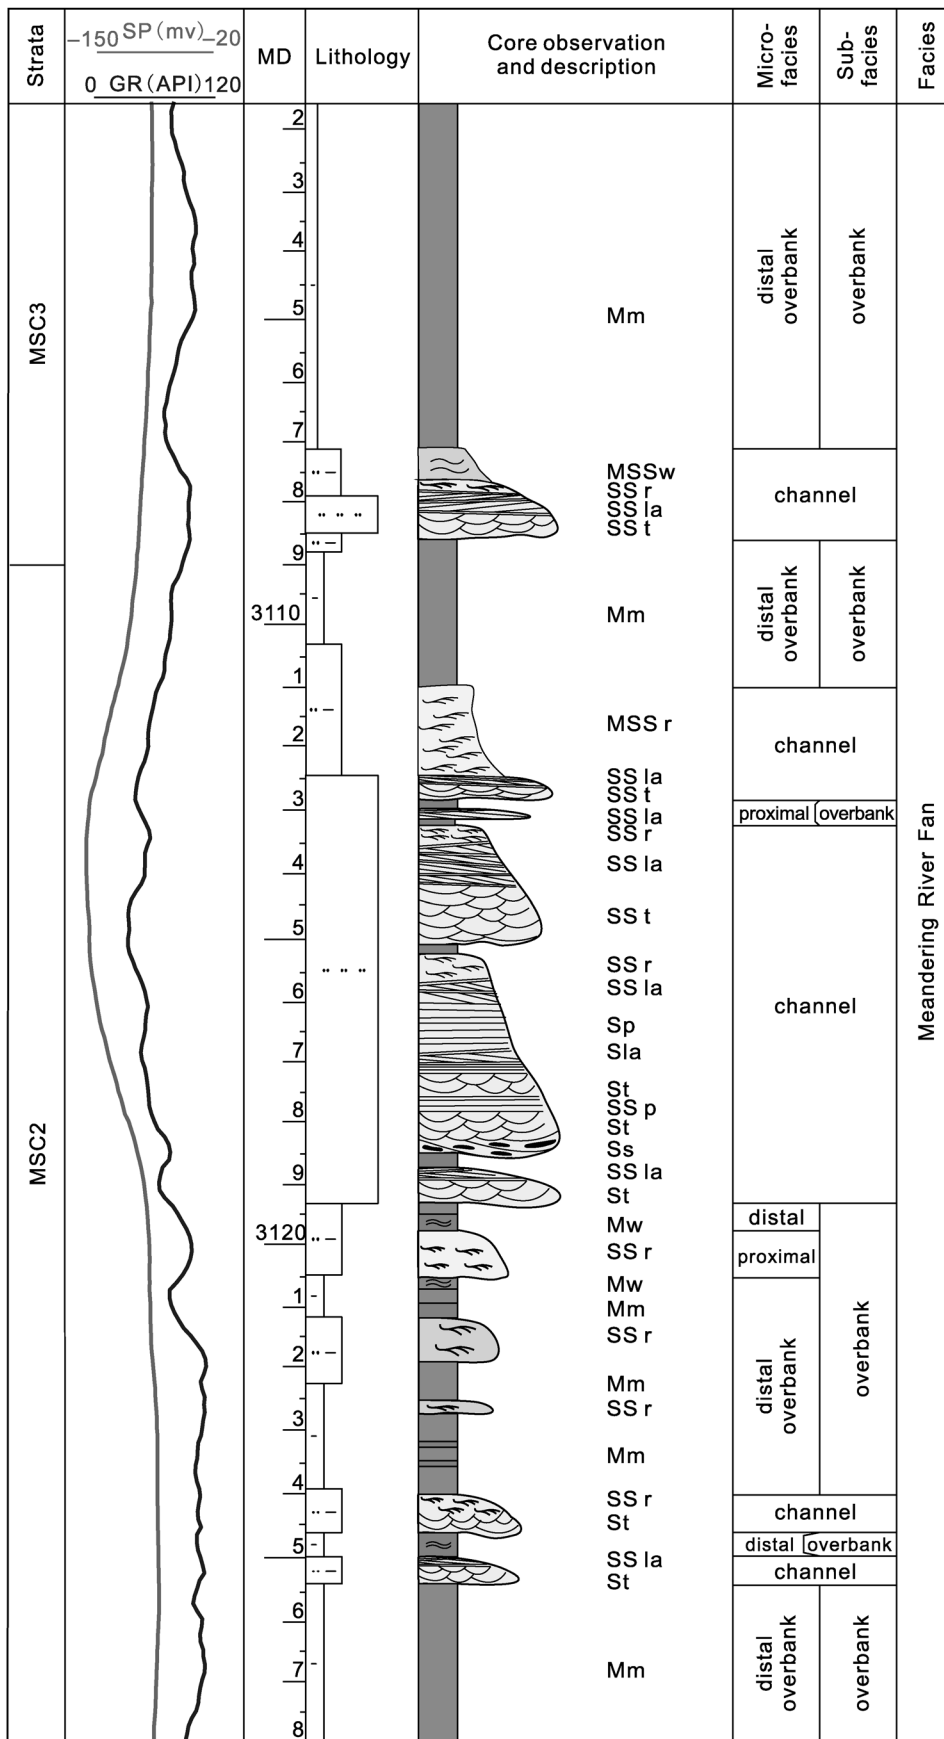 Strata
−150 SP (mv) −20
0 GR (API) 120
MD
Lithology
Core observation
and description
Micro-
facies
Sub-
facies
Facies
MSC3
MSC2
2
3
4
5
6
7
8
9
3110
1
2
3
4
5
6
7
8
9
3120
1
2
3
4
5
6
7
8
Mm
MSSw
SS r
SS la
SS t
Mm
MSS r
SS la
SS t
SS la
SS r
SS la
SS t
SS r
SS la
Sp
Sla
St
SS p
St
Ss
SS la
St
Mw
SS r
Mw
Mm
SS r
Mm
SS r
Mm
SS r
St
SS la
St
Mm
distal
overbank
overbank
channel
distal
overbank
overbank
channel
proximal overbank
channel
distal
proximal
distal
overbank
overbank
channel
distal overbank
channel
distal
overbank
overbank
Meandering River Fan